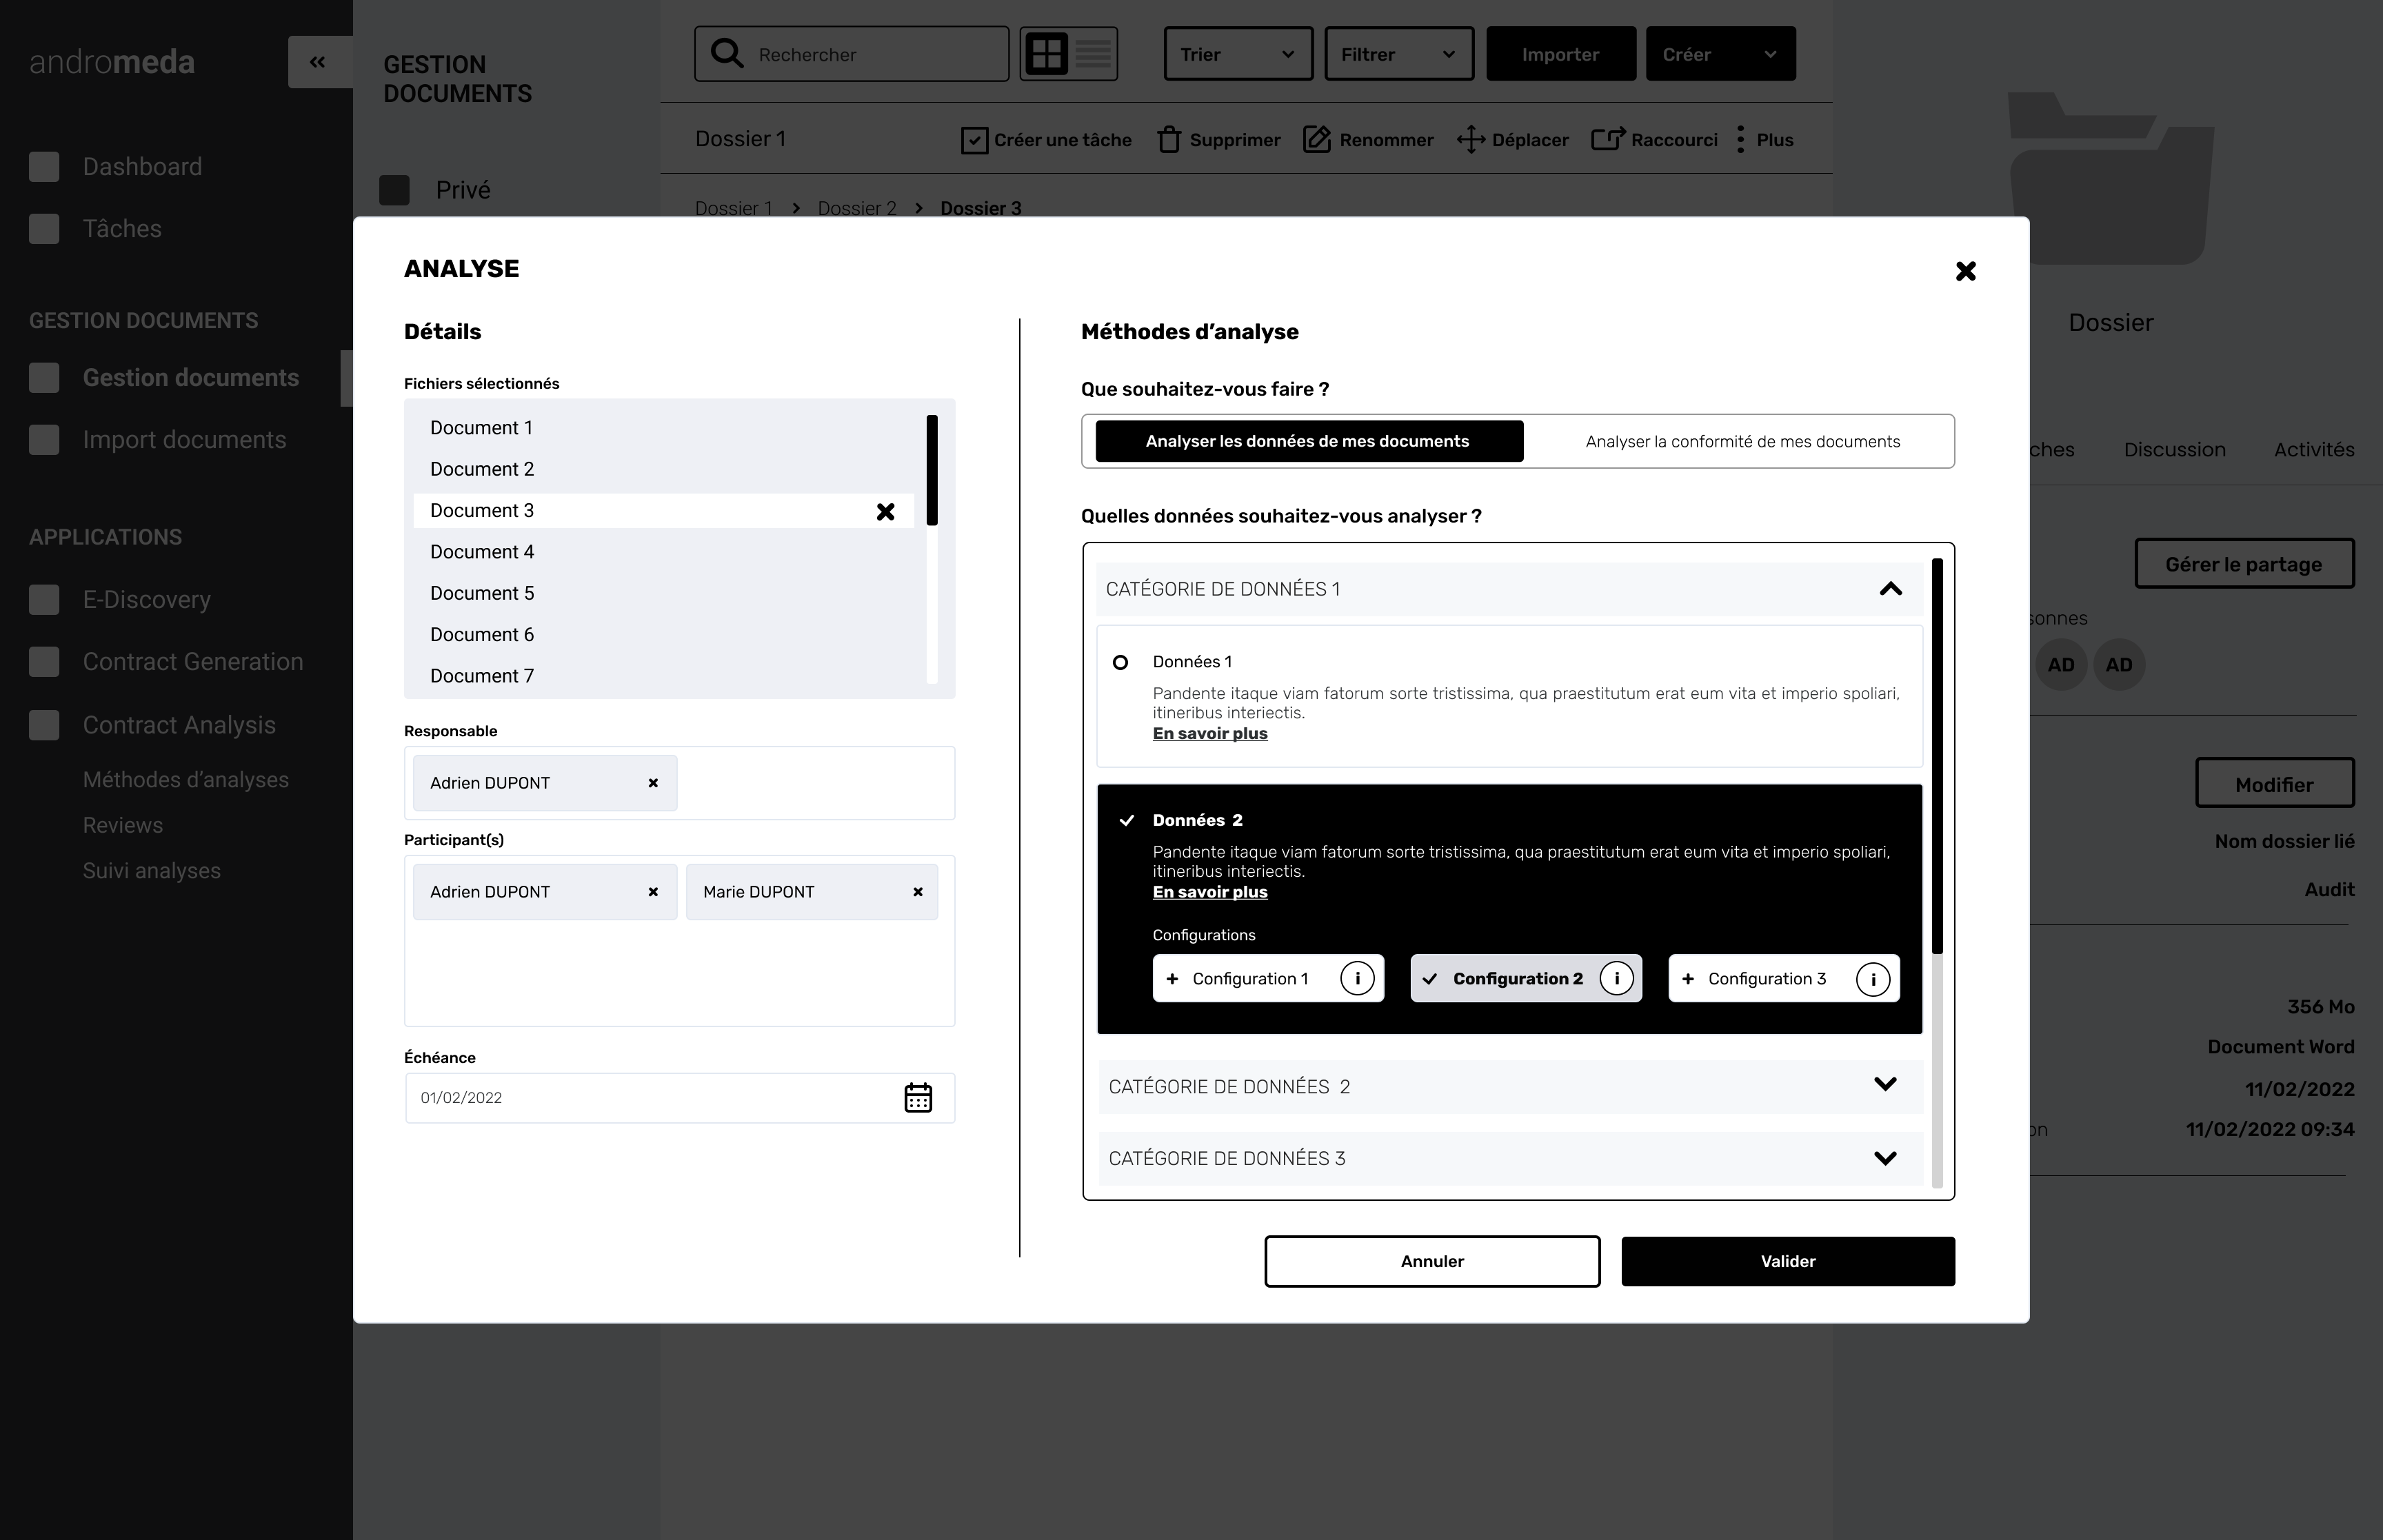 andromeda
«
Dashboard
Tâches
GESTION DOCUMENTS
Gestion documents
Import documents
APPLICATIONS
E-Discovery
Contract Generation
Contract Analysis
Méthodes d’analyses
Reviews
Suivi analyses
GESTION
DOCUMENTS
Privé
Rechercher
Trier
Filtrer
Importer
Créer
Dossier 1
Créer une tâche
Supprimer
Renommer
Déplacer
Raccourci
Plus
Dossier 1 > Dossier 2 > Dossier 3
ANALYSE
Détails
Fichiers sélectionnés
Document 1
Document 2
Document 3
Document 4
Document 5
Document 6
Document 7
Responsable
Adrien DUPONT
Participant(s)
Adrien DUPONT
Marie DUPONT
Échéance
01/02/2022
Méthodes d’analyse
Que souhaitez-vous faire ?
Analyser les données de mes documents
Analyser la conformité de mes documents
Quelles données souhaitez-vous analyser ?
CATÉGORIE DE DONNÉES 1
Données 1
Pandente itaque viam fatorum sorte tristissima, qua praestitutum erat eum vita et imperio spoliari,
itineribus interiectis.
En savoir plus
Données 2
Pandente itaque viam fatorum sorte tristissima, qua praestitutum erat eum vita et imperio spoliari,
itineribus interiectis.
En savoir plus
Configurations
+ Configuration 1 i
Configuration 2 i
+ Configuration 3 i
CATÉGORIE DE DONNÉES 2
CATÉGORIE DE DONNÉES 3
Annuler
Valider
Dossier
ches
Discussion
Activités
Gérer le partage
sonnes
AD
AD
Modifier
Nom dossier lié
Audit
356 Mo
Document Word
11/02/2022
on
11/02/2022 09:34